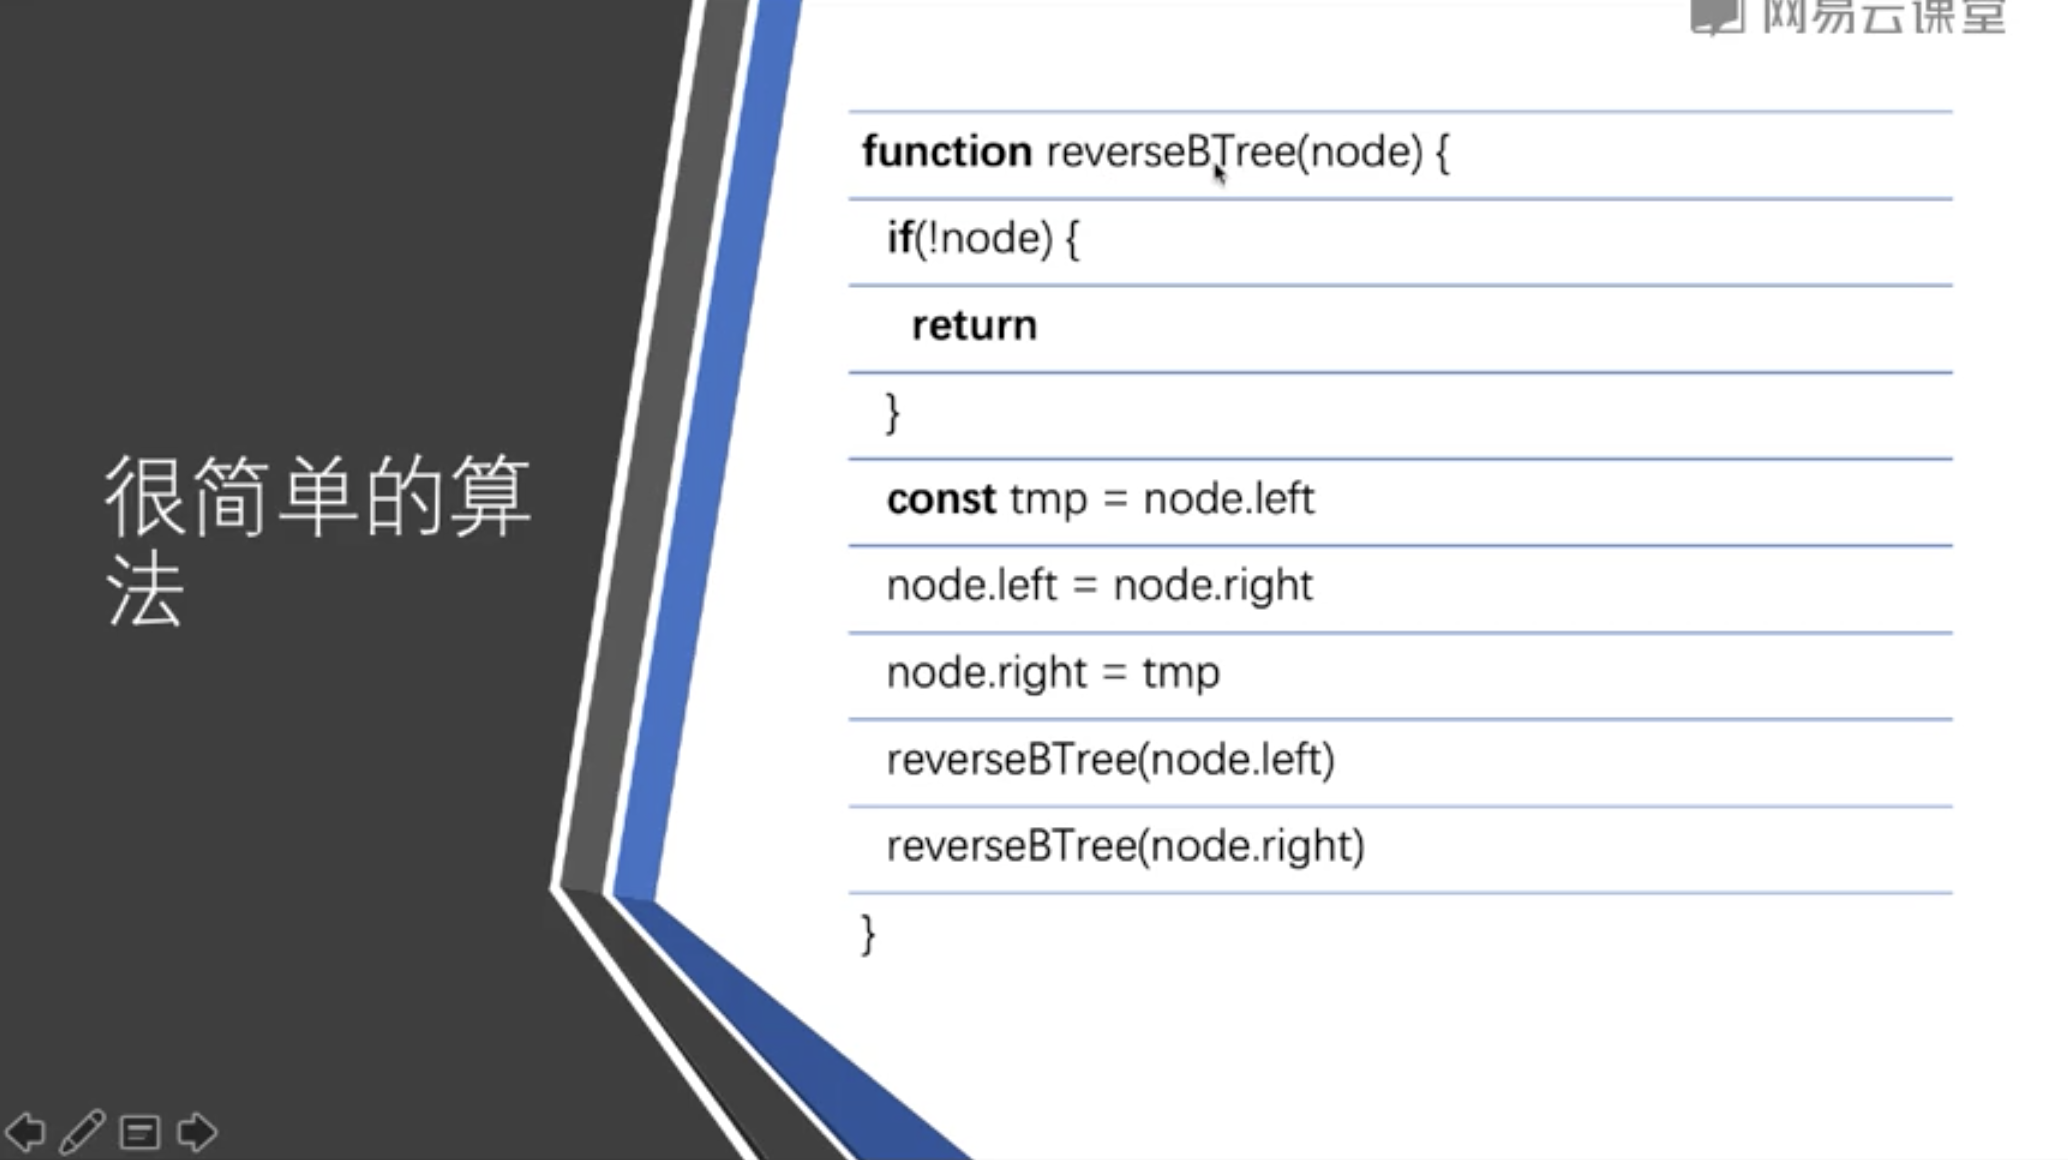 网易云课堂
很简单的算
法
function reverseBTree(node) {
if(!node) {
return
}
const tmp = node.left
node.left = node.right
node.right = tmp
reverseBTree(node.left)
reverseBTree(node.right)
}